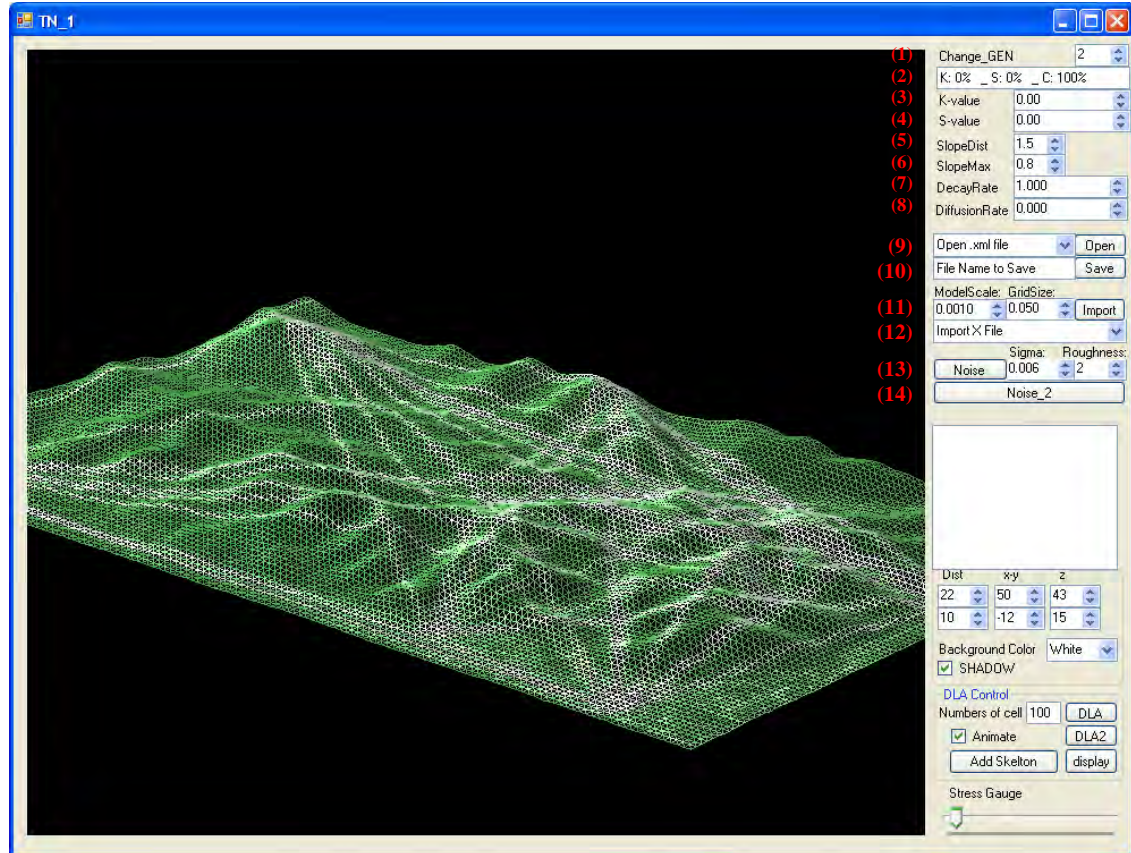 TN_1
(1) Change_GEN 2
(2) K: 0% _ S: 0% _ C: 100%
(3) K-value 0.00
(4) S-value 0.00
(5) SlopeDist 1.5
(6) SlopeMax 0.8
(7) DecayRate 1.000
(8) DiffusionRate 0.000
(9) Open .xml file Open
(10) File Name to Save Save
ModelScale: GridSize:
(11) 0.0010 0.050 Import
(12) Import X File
Sigma: Roughness:
(13) Noise 0.006 2
(14) Noise_2
Dist x-y z
22 50 43
10 -12 15
Background Color White
SHADOW
DLA Control
Numbers of cell 100 DLA
Animate DLA2
Add Skelton display
Stress Gauge